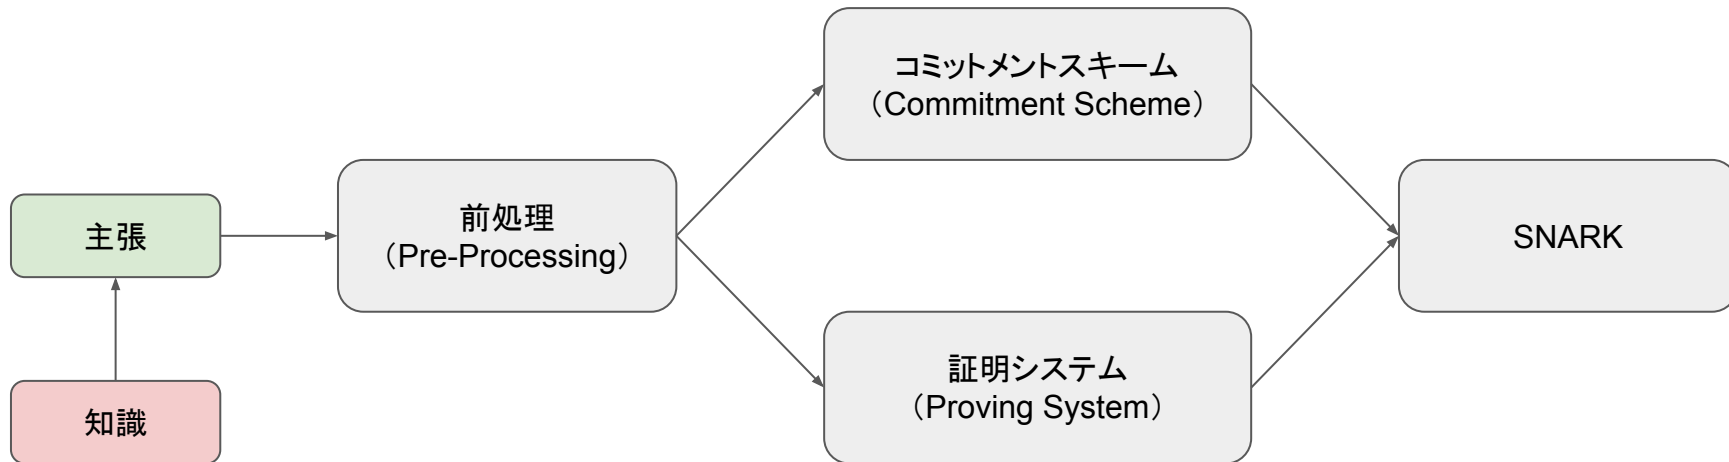 主張
知識
前処理
（Pre-Processing）
コミットメントスキーム
（Commitment Scheme）
証明システム
（Proving System）
SNARK